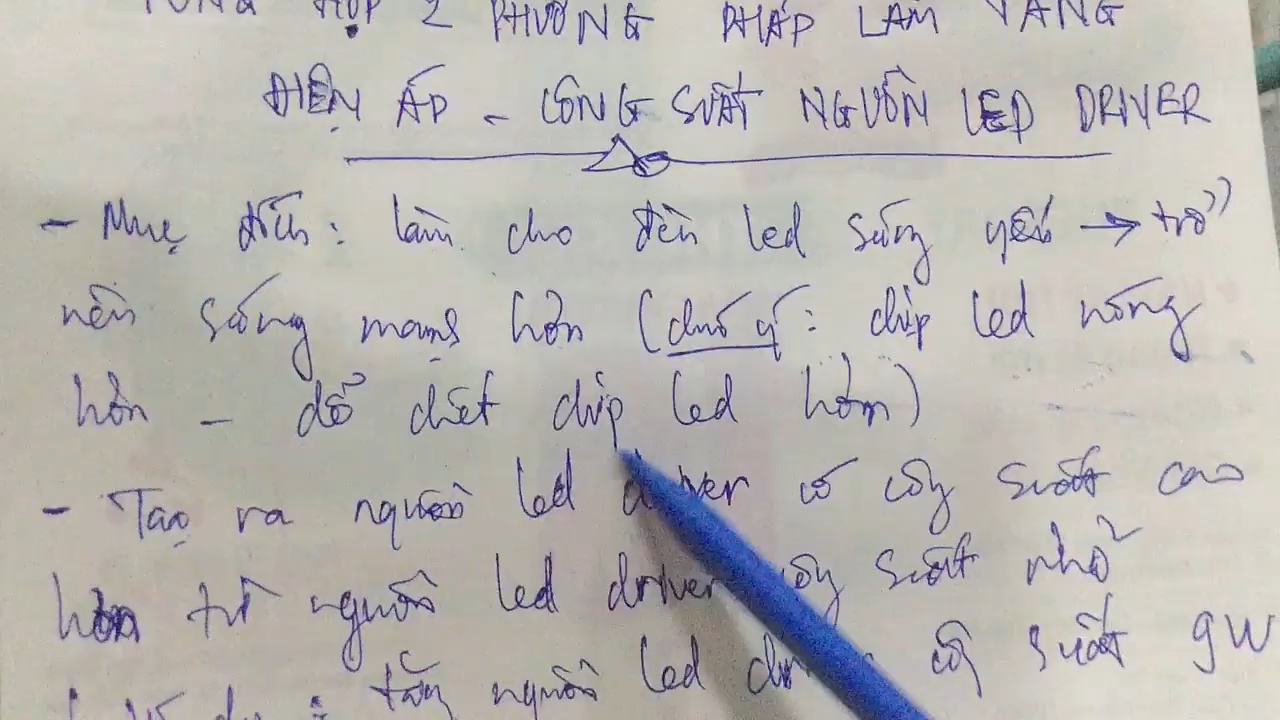 TỔNG HỢP 2 PHƯƠNG PHÁP LÀM TĂNG
ĐIỆN ÁP - CÔNG SUẤT NGUỒN LED DRIVER
- Mục đích: làm cho đèn led sáng yếu → trở
nên sáng mạnh hơn (chú ý: chip led nóng
hơn - dễ chết chip led hơn)
- Tạo ra nguồn led driver có công suất cao
hơn từ nguồn led driver công suất nhỏ
tăng nguồn led công suất 9W